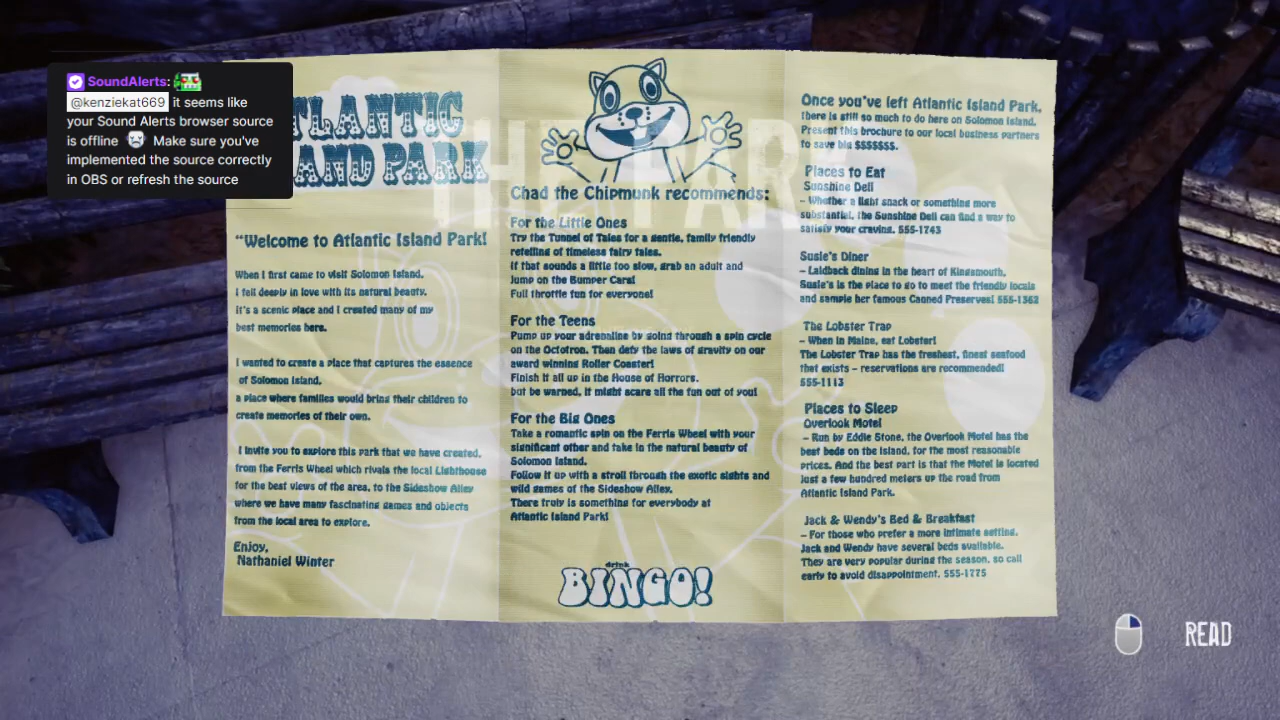 SoundAlerts:
@kenziekat669 it seems like
your Sound Alerts browser source
is offline Make sure you've
implemented the source correctly
in OBS or refresh the source
PARK
THE PARK
"Welcome to Atlantic Island Park!
When I first came to visit Solomon Island,
I fell deeply in love with its natural beauty.
It's a scenic place and I created many of my
best memories here.
I wanted to create a place that captures the essence
of Solomon Island,
a place where families would bring their children to
create memories of their own.
I invite you to explore this park that we have created,
from the Ferris Wheel which rivals the local Lighthouse
for the best views of the area, to the Sideshow Alley
where we have many fascinating games and objects
from the local area to explore.
Enjoy,
Nathaniel Winter
Chad the Chipmunk recommends:
For the Little Ones
Try the Tunnel of Tales for a gentle, family friendly
retelling of timeless fairy tales.
If that sounds a little too slow, grab an adult and
jump on the Bumper Cars!
Full throttle fun for everyone!
For the Teens
Pump up your adrenaline by going through a spin cycle
on the Octotron. Then defy the laws of gravity on our
award winning Roller Coaster!
Finish it all up in the House of Horrors,
but be warned, it might scare all the fun out of you!
For the Big Ones
Take a romantic spin on the Ferris Wheel with your
significant other and take in the natural beauty of
Solomon Island.
Follow it up with a stroll through the exotic sights and
wild games of the Sideshow Alley.
There truly is something for everybody at
Atlantic Island Park!
drink
BINGO!
Once you've left Atlantic Island Park,
there is still so much to do here on Solomon Island.
Present this brochure to our local business partners
to save big $$$$$$$.
Places to Eat
Sunshine Deli
- Whether a light snack or something more
substantial, the Sunshine Deli can find a way to
satisfy your craving. 555-1743
Susie's Diner
- Laidback dining in the heart of Kingsmouth,
Susie's is the place to go to meet the friendly locals
and sample her famous Canned Preserves! 555-1362
The Lobster Trap
- When in Maine, eat Lobster!
The Lobster Trap has the freshest, finest seafood
that exists - reservations are recommended!
555-1113
Places to Sleep
Overlook Motel
- Run by Eddie Stone, the Overlook Motel has the
best beds on the island, for the most reasonable
prices. And the best part is that the Motel is located
just a few hundred meters up the road from
Atlantic Island Park.
Jack & Wendy's Bed & Breakfast
- For those who prefer a more intimate setting,
Jack and Wendy have several beds available.
They are very popular during the season, so call
early to avoid disappointment. 555-1775
READ